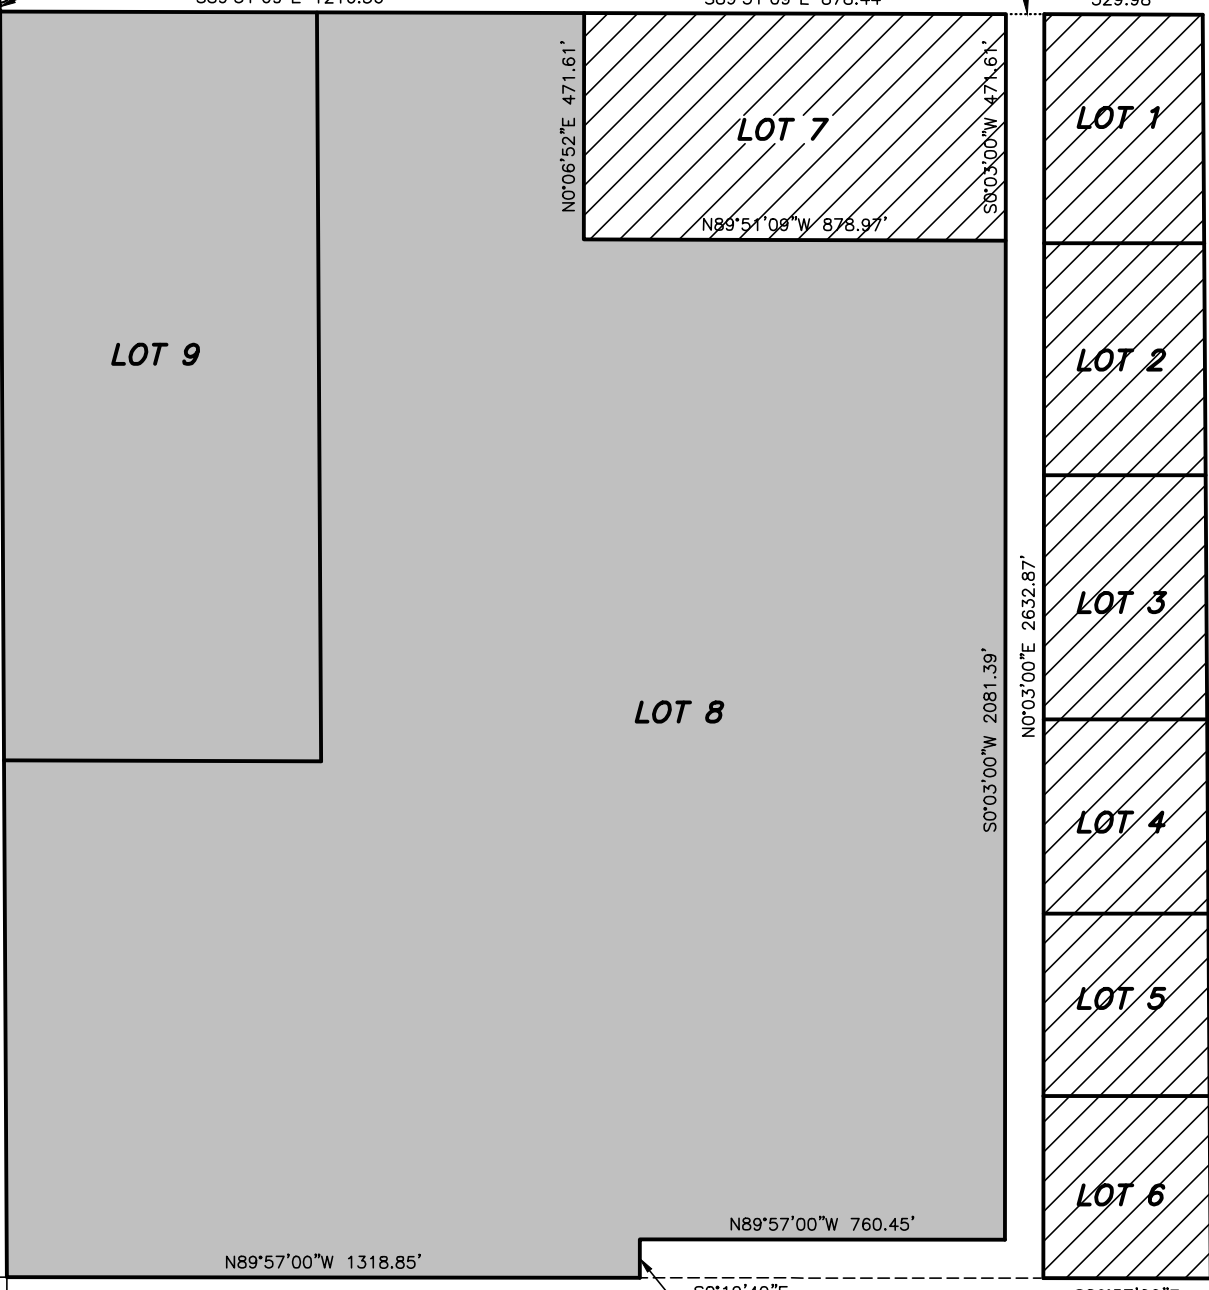 N0°06'52"E 471.61'
LOT 7
S0°03'00"W 471.61'
N89°51'09"W 878.97'
LOT 1
LOT 9
LOT 2
LOT 3
N0°03'00"E 2632.87'
S0°03'00"W 2081.39'
LOT 8
LOT 4
LOT 5
LOT 6
N89°57'00"W 760.45'
N89°57'00"W 1318.85'